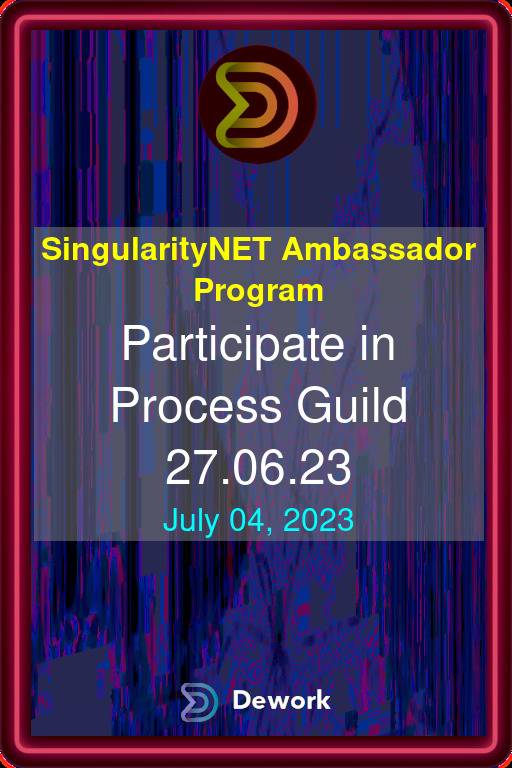 SingularityNET Ambassador
Program
Participate in
Process Guild
27.06.23
July 04, 2023
Dework